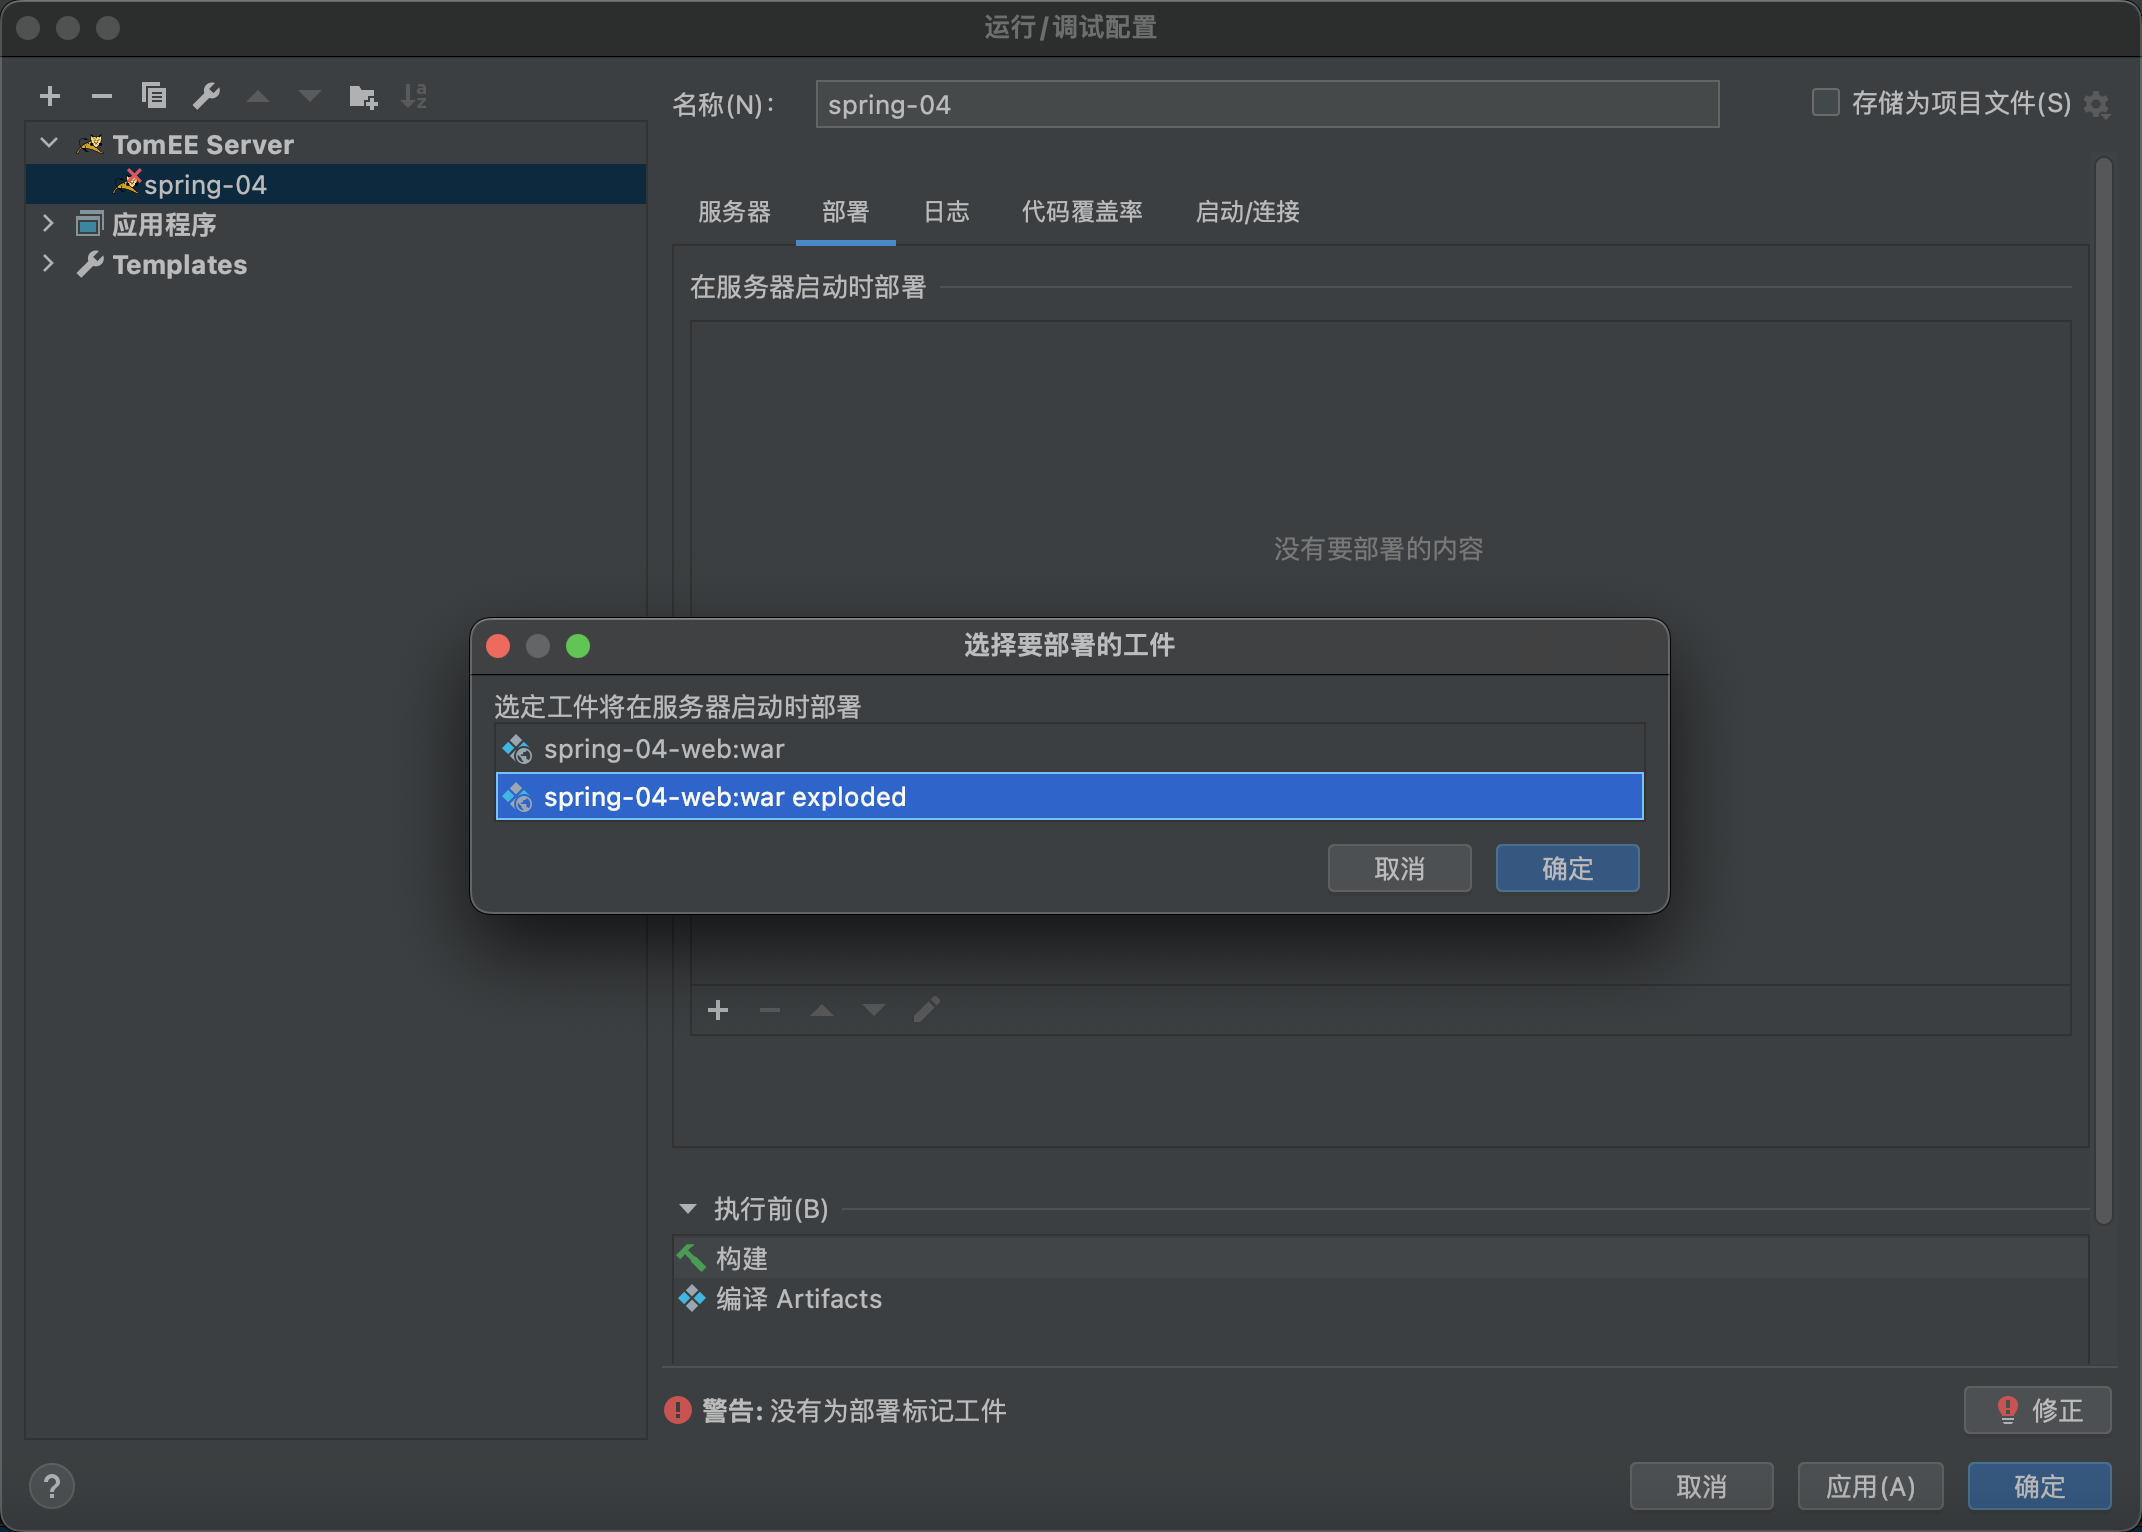 运行/调试配置
TomEE Server
spring-04
应用程序
Templates
名称(N):
spring-04
存储为项目文件(S)
服务器
部署
日志
代码覆盖率
启动/连接
在服务器启动时部署
没有要部署的内容
选择要部署的工件
选定工件将在服务器启动时部署
spring-04-web:war
spring-04-web:war exploded
取消
确定
执行前(B)
构建
编译 Artifacts
警告: 没有为部署标记工件
修正
?
取消
应用(A)
确定